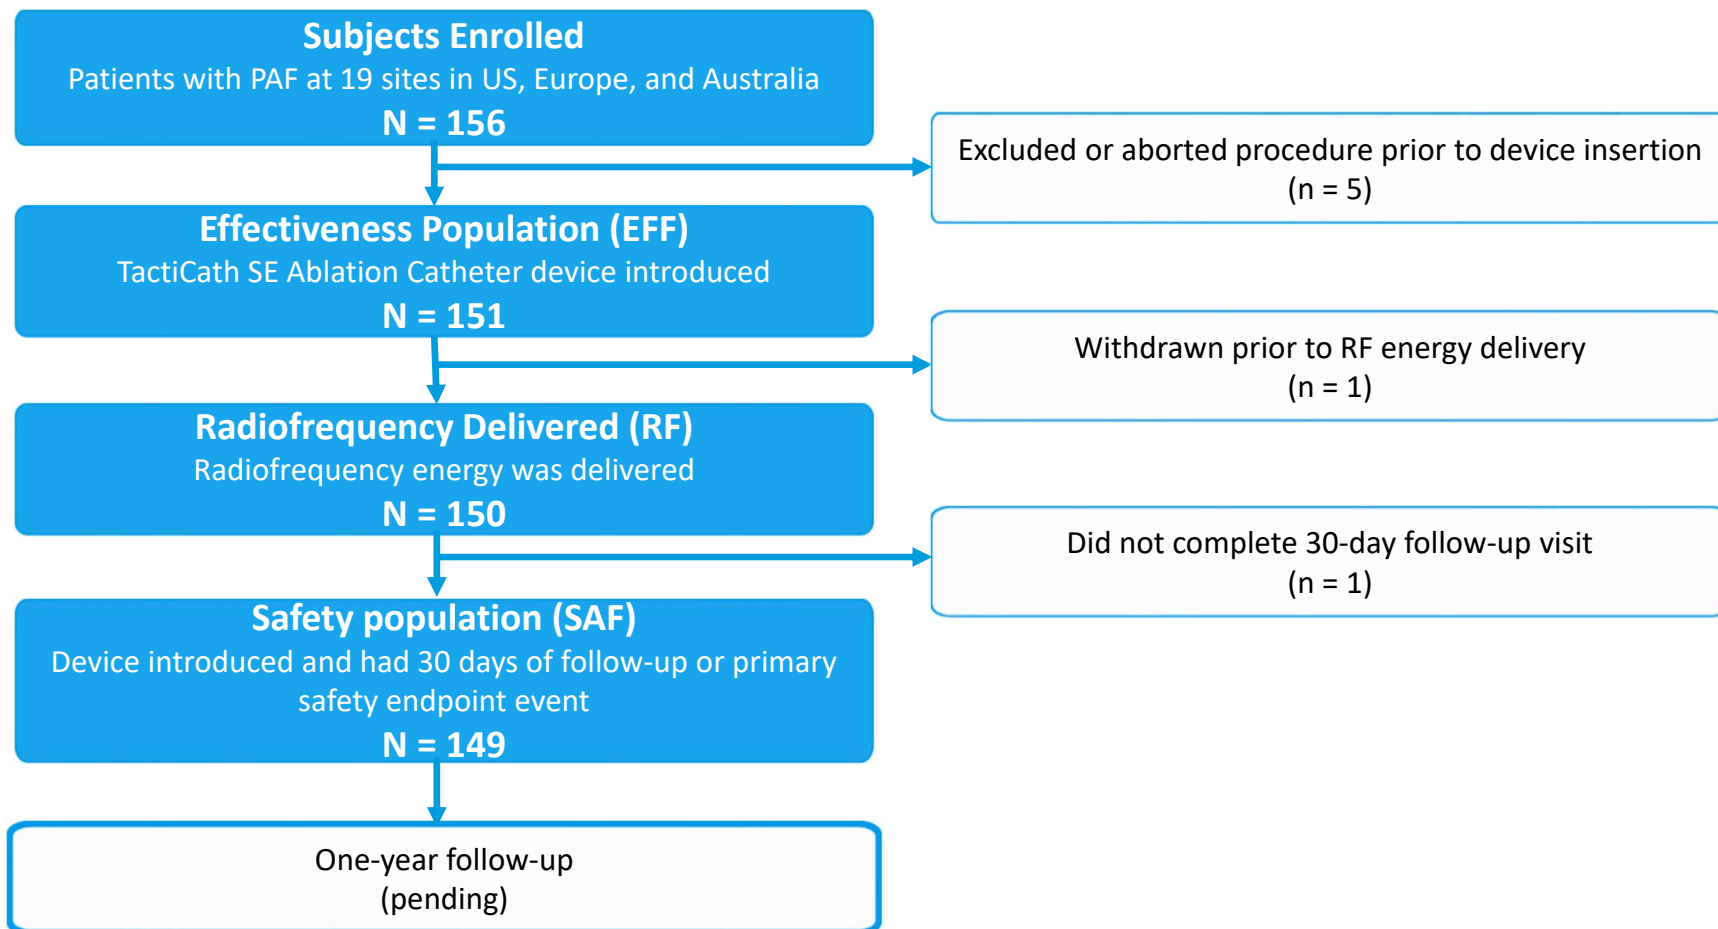 Subjects Enrolled
Patients with PAF at 19 sites in US, Europe, and Australia
N = 156
Excluded or aborted procedure prior to device insertion
(n = 5)
Effectiveness Population (EFF)
TactiCath SE Ablation Catheter device introduced
N = 151
Withdrawn prior to RF energy delivery
(n = 1)
Radiofrequency Delivered (RF)
Radiofrequency energy was delivered
N = 150
Did not complete 30-day follow-up visit
(n = 1)
Safety population (SAF)
Device introduced and had 30 days of follow-up or primary
safety endpoint event
N = 149
One-year follow-up
(pending)